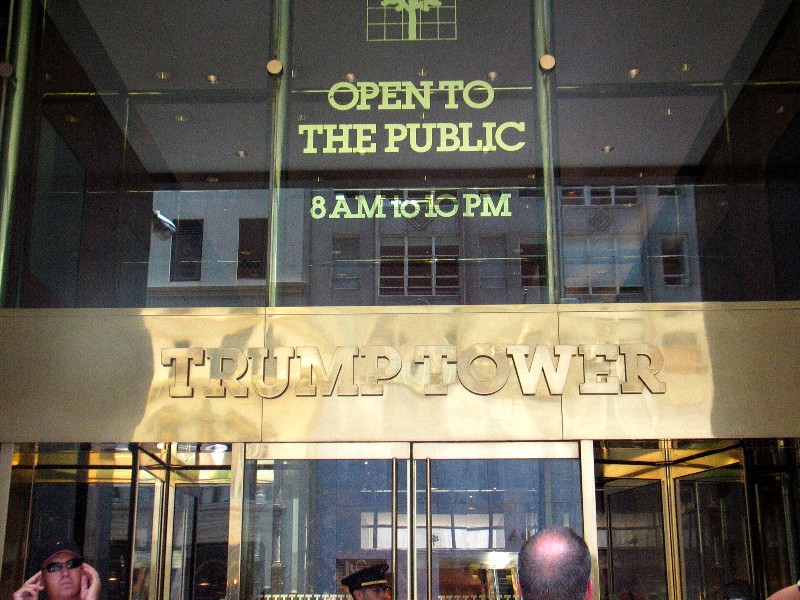 OPEN TO
THE PUBLIC
8 AM to 10 PM
TRUMP TOWER